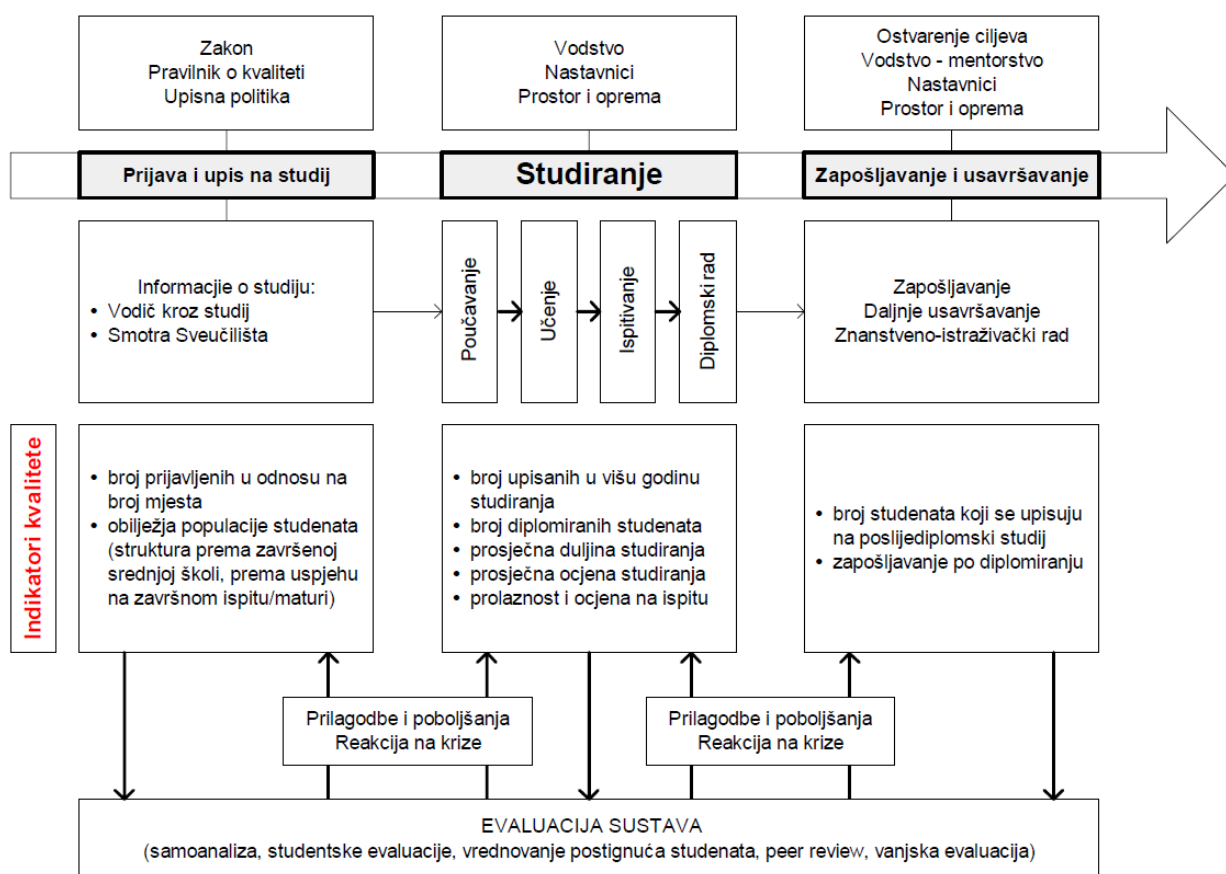 Zakon
Pravilnik o kvaliteti
Upisna politika
Vodstvo
Nastavnici
Prostor i oprema
Ostvarenje ciljeva
Vodstvo - mentorstvo
Nastavnici
Prostor i oprema
Prijava i upis na studij
Studiranje
Zapošljavanje i usavršavanje
Informacjie o studiju:
• Vodič kroz studij
• Smotra Sveučilišta
Poučavanje
Učenje
Ispitivanje
Diplomski rad
Zapošljavanje
Daljnje usavršavanje
Znanstveno-istraživački rad
Indikatori kvalitete
• broj prijavljenih u odnosu na
broj mjesta
• obilježja populacije studenata
(struktura prema završenoj
srednjoj školi, prema uspjehu
na završnom ispitu/maturi)
• broj upisanih u višu godinu
studiranja
• broj diplomiranih studenata
• prosječna duljina studiranja
• prosječna ocjena studiranja
• prolaznost i ocjena na ispitu
• broj studenata koji se upisuju
na poslijediplomski studij
• zapošljavanje po diplomiranju
Prilagodbe i poboljšanja
Reakcija na krize
Prilagodbe i poboljšanja
Reakcija na krize
EVALUACIJA SUSTAVA
(samoanaliza, studentske evaluacije, vrednovanje postignuća studenata, peer review, vanjska evaluacija)